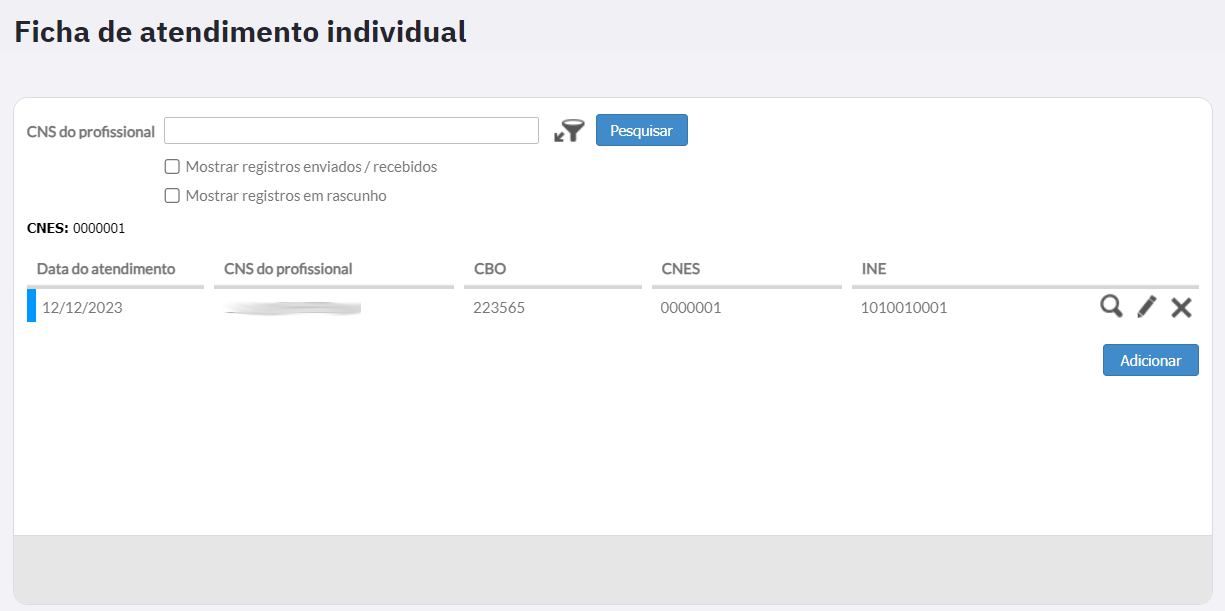 Ficha de atendimento individual
CNS do profissional
Pesquisar
Mostrar registros enviados / recebidos
Mostrar registros em rascunho
CNES: 0000001
Data do atendimento CNS do profissional CBO CNES INE
12/12/2023 223565 0000001 1010010001
Adicionar